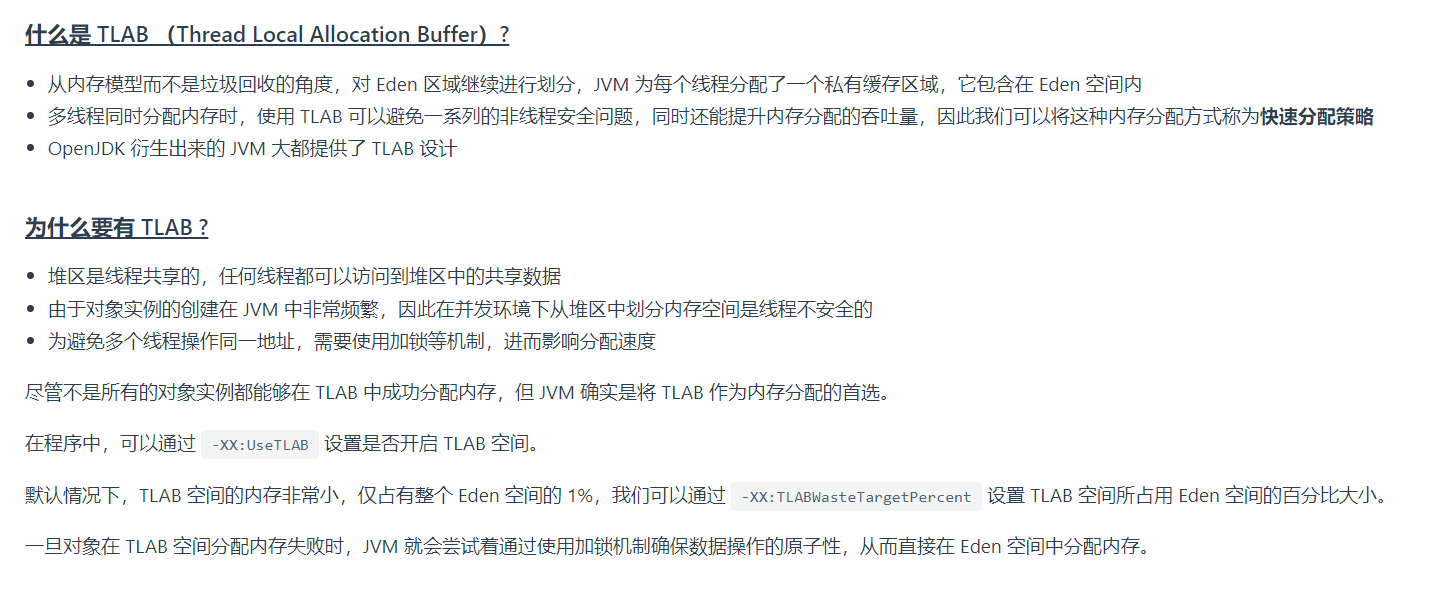 什么是 TLAB （Thread Local Allocation Buffer）?
• 从内存模型而不是垃圾回收的角度，对 Eden 区域继续进行划分，JVM 为每个线程分配了一个私有缓存区域，它包含在 Eden 空间内
• 多线程同时分配内存时，使用 TLAB 可以避免一系列的非线程安全问题，同时还能提升内存分配的吞吐量，因此我们可以将这种内存分配方式称为快速分配策略
• OpenJDK 衍生出来的 JVM 大都提供了 TLAB 设计
为什么要有 TLAB ?
• 堆区是线程共享的，任何线程都可以访问到堆区中的共享数据
• 由于对象实例的创建在 JVM 中非常频繁，因此在并发环境下从堆区中划分内存空间是线程不安全的
• 为避免多个线程操作同一地址，需要使用加锁等机制，进而影响分配速度
尽管不是所有的对象实例都能够在 TLAB 中成功分配内存，但 JVM 确实是将 TLAB 作为内存分配的首选。
在程序中，可以通过 -XX:UseTLAB 设置是否开启 TLAB 空间。
默认情况下，TLAB 空间的内存非常小，仅占有整个 Eden 空间的 1%，我们可以通过 -XX:TLABWasteTargetPercent 设置 TLAB 空间所占用 Eden 空间的百分比大小。
一旦对象在 TLAB 空间分配内存失败时，JVM 就会尝试着通过使用加锁机制确保数据操作的原子性，从而直接在 Eden 空间中分配内存。